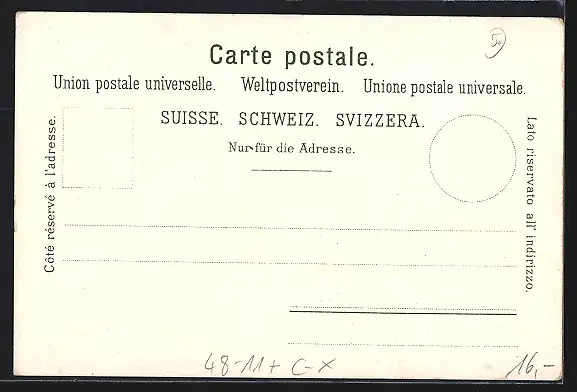 50
Carte postale.
Union postale universelle. Weltpostverein. Unione postale universale.
SUISSE. SCHWEIZ. SVIZZERA.
Nur für die Adresse.
Côté réservé à l'adresse.
Lato riservato all' indirizzo.
48-11+ C-X
16,-